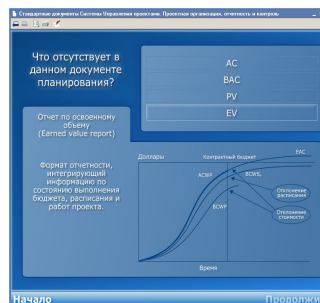 Стандартные документы Система Управления проектами. Проектная организация, отчетность и контроль
Что отсутствует в
данном документе
планирования?
AC
BAC
PV
EV
Отчет по освоенному
объему
(Earned value report)
Формат отчетности,
интегрирующий
информацию по
состоянию выполнения
бюджета, расписания и
работ проекта.
Доллары
Контрактный бюджет
EAC
ACWP
BCWS
Отклонение
расписания
BCWP
Отклонение
стоимости
Время
Начало
Продолжи